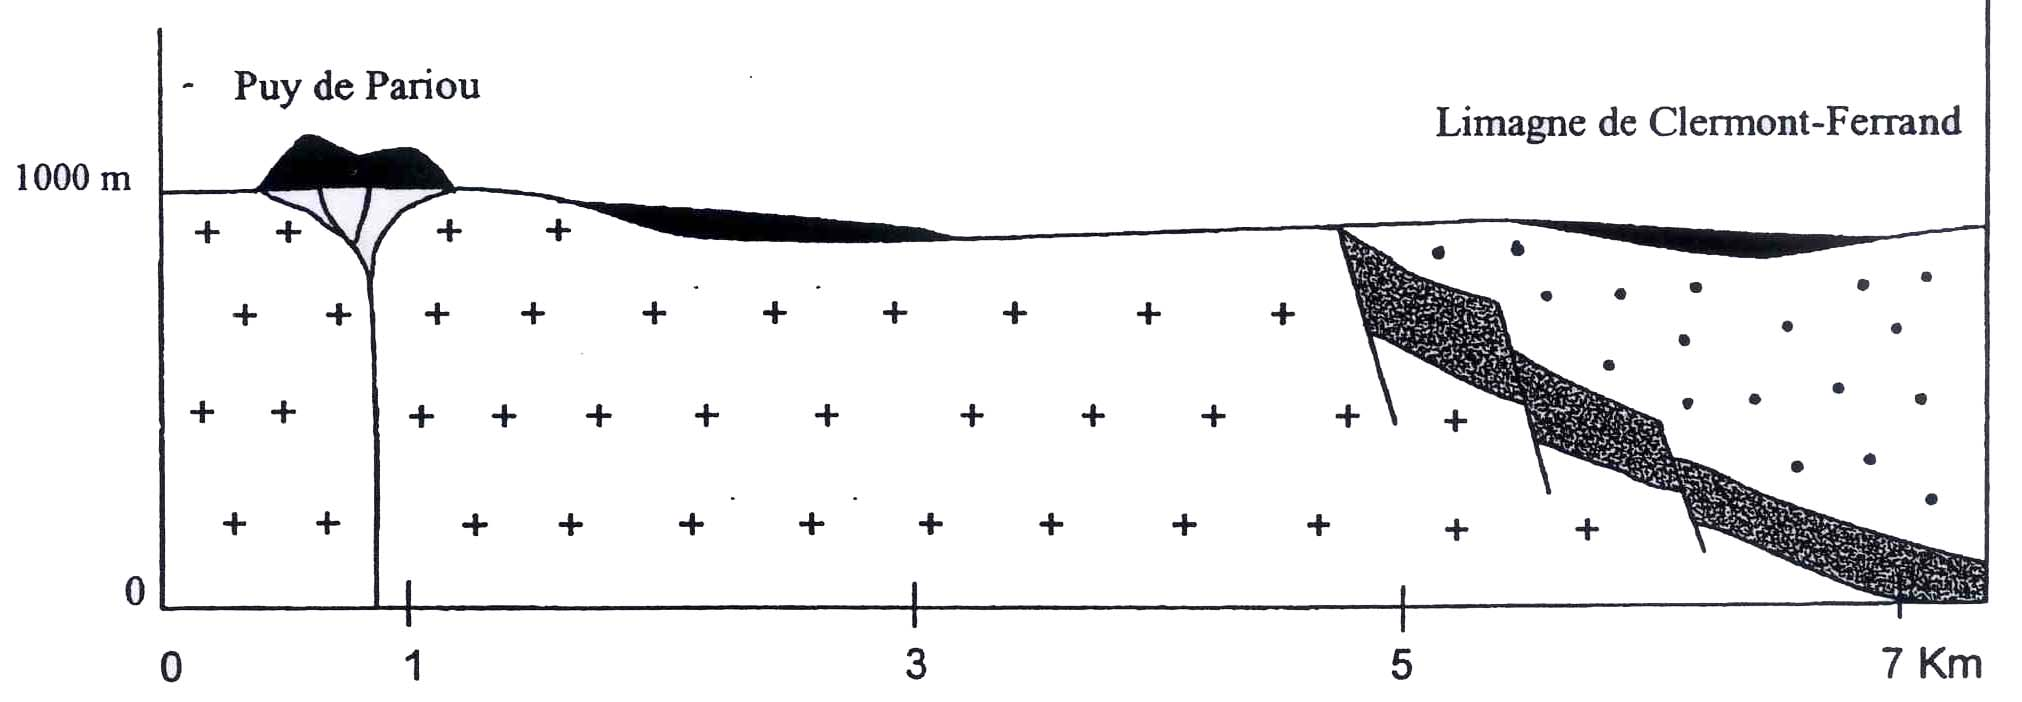 Puy de Pariou
Limagne de Clermont-Ferrand
1000 m
0
0 1 3 5 7 Km